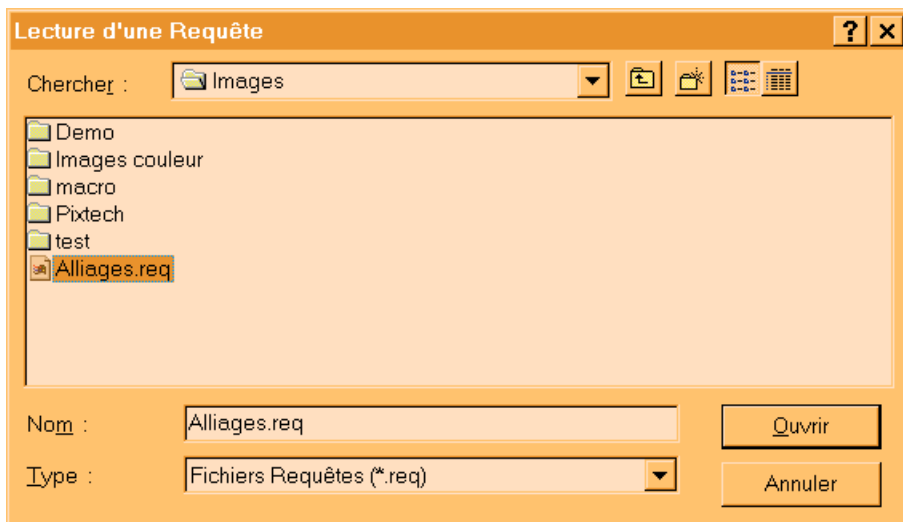 Lecture d'une Requête
Chercher : Images
Demo
Images couleur
macro
Pixtech
test
Alliages.req
Nom : Alliages.req Ouvrir
Type : Fichiers Requêtes (*.req) Annuler